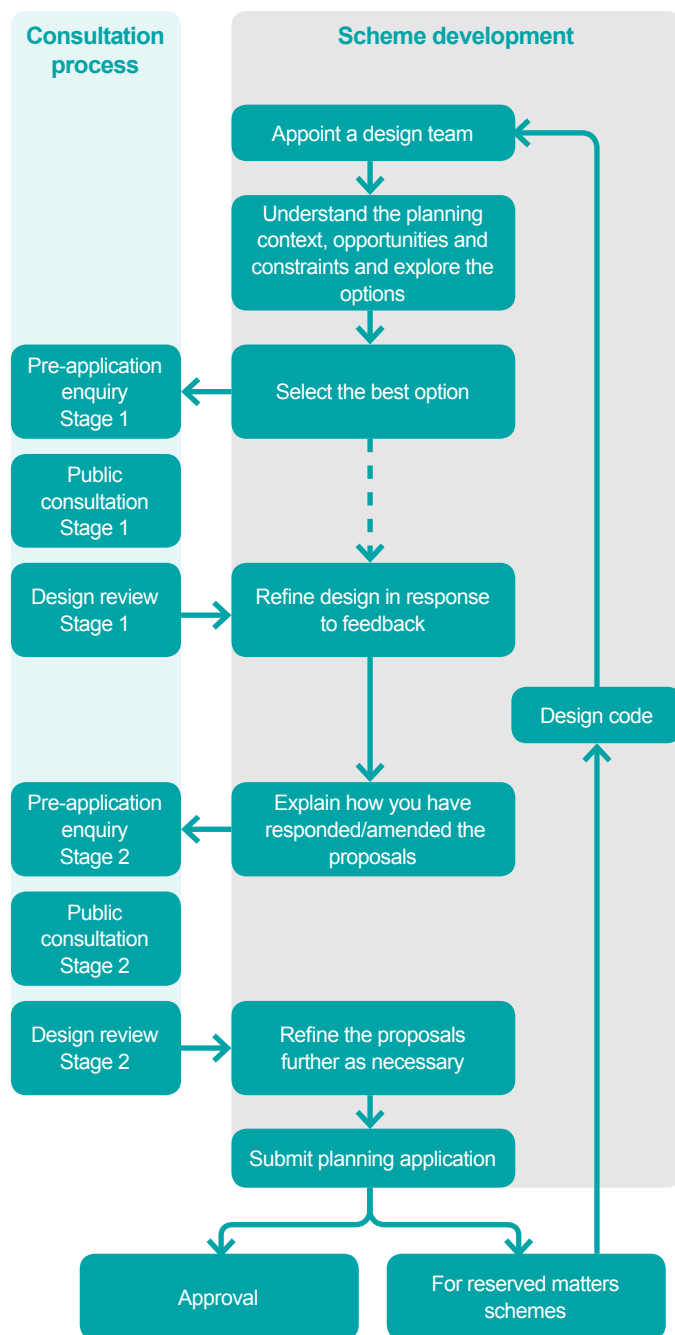 Consultation
process
Scheme development
Appoint a design team
Understand the planning
context, opportunities and
constraints and explore the
options
Pre-application
enquiry
Stage 1
Select the best option
Public
consultation
Stage 1
Design review
Stage 1
Refine design in response
to feedback
Design code
Pre-application
enquiry
Stage 2
Explain how you have
responded/amended the
proposals
Public
consultation
Stage 2
Design review
Stage 2
Refine the proposals
further as necessary
Submit planning application
Approval
For reserved matters
schemes